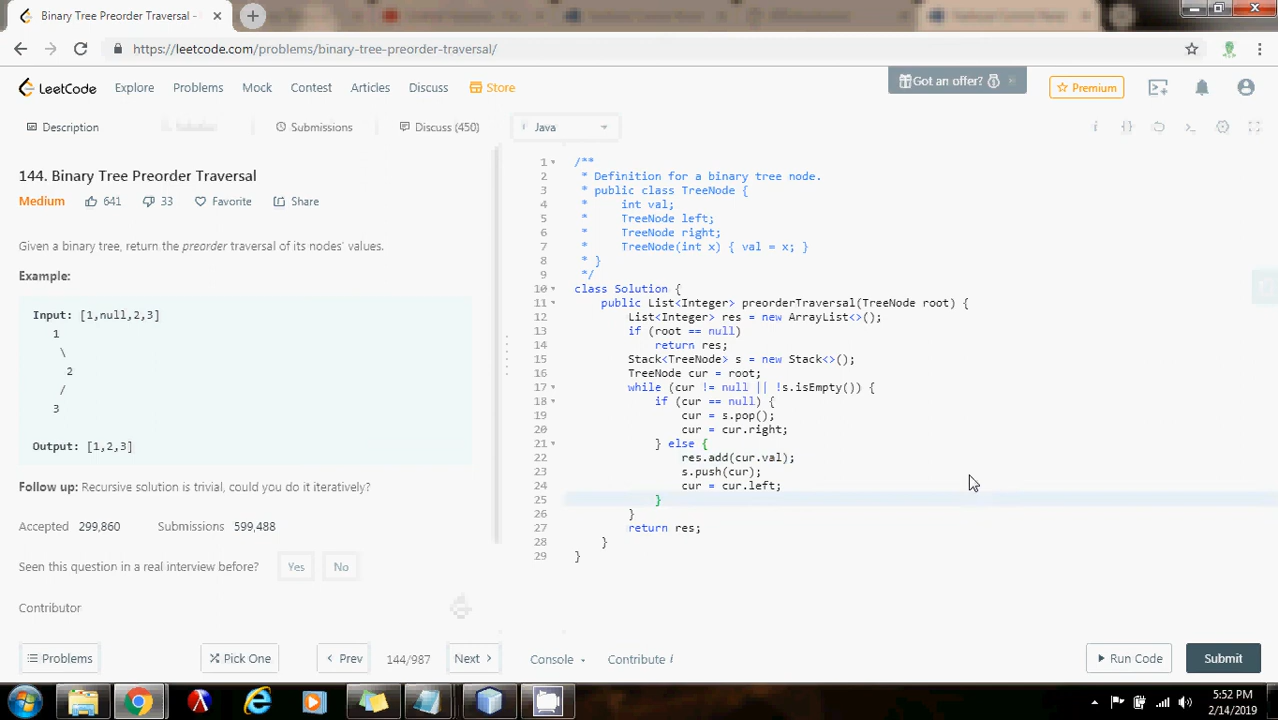 Binary Tree Preorder Traversal -
https://leetcode.com/problems/binary-tree-preorder-traversal/
LeetCode
Explore
Problems
Mock
Contest
Articles
Discuss
Store
Got an offer?
Premium
Description
Submissions
Discuss (450)
Java
144. Binary Tree Preorder Traversal
Medium
641
33
Favorite
Share
Given a binary tree, return the preorder traversal of its nodes' values.
Example:
Input: [1,null,2,3]
1
\
2
/
3
Output: [1,2,3]
Follow up: Recursive solution is trivial, could you do it iteratively?
Accepted 299,860 Submissions 599,488
Seen this question in a real interview before? Yes No
Contributor
1 /**
2 * Definition for a binary tree node.
3 * public class TreeNode {
4 * int val;
5 * TreeNode left;
6 * TreeNode right;
7 * TreeNode(int x) { val = x; }
8 * }
9 */
10 class Solution {
11 public List<Integer> preorderTraversal(TreeNode root) {
12 List<Integer> res = new ArrayList<>();
13 if (root == null)
14 return res;
15 Stack<TreeNode> s = new Stack<>();
16 TreeNode cur = root;
17 while (cur != null || !s.isEmpty()) {
18 if (cur == null) {
19 cur = s.pop();
20 cur = cur.right;
21 } else {
22 res.add(cur.val);
23 s.push(cur);
24 cur = cur.left;
25 }
26 }
27 return res;
28 }
29 }
Problems
Pick One
Prev
144/987
Next
Console
Contribute i
Run Code
Submit
5:52 PM
2/14/2019